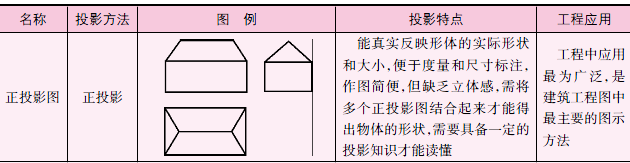 名称 投影方法 图 例 投影特点 工程应用
正投影图
正投影
能真实反映形体的实际形状
和大小,便于度量和尺寸标注,
作图简便,但缺乏立体感,需将
多个正投影图结合起来才能得
出物体的形状,需要具备一定的
投影知识才能读懂
工程中应用
最为广泛,是
建筑工程图中
最主要的图示
方法